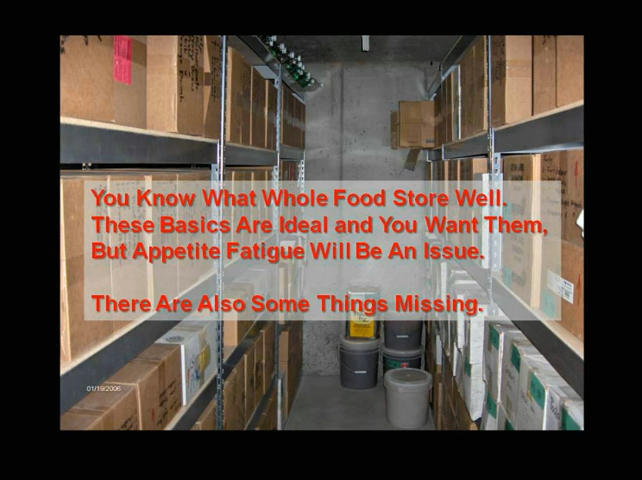 You Know What Whole Food Store Well.
These Basics Are Ideal and You Want Them,
But Appetite Fatigue Will Be An Issue.
There Are Also Some Things Missing.
01/19/2006